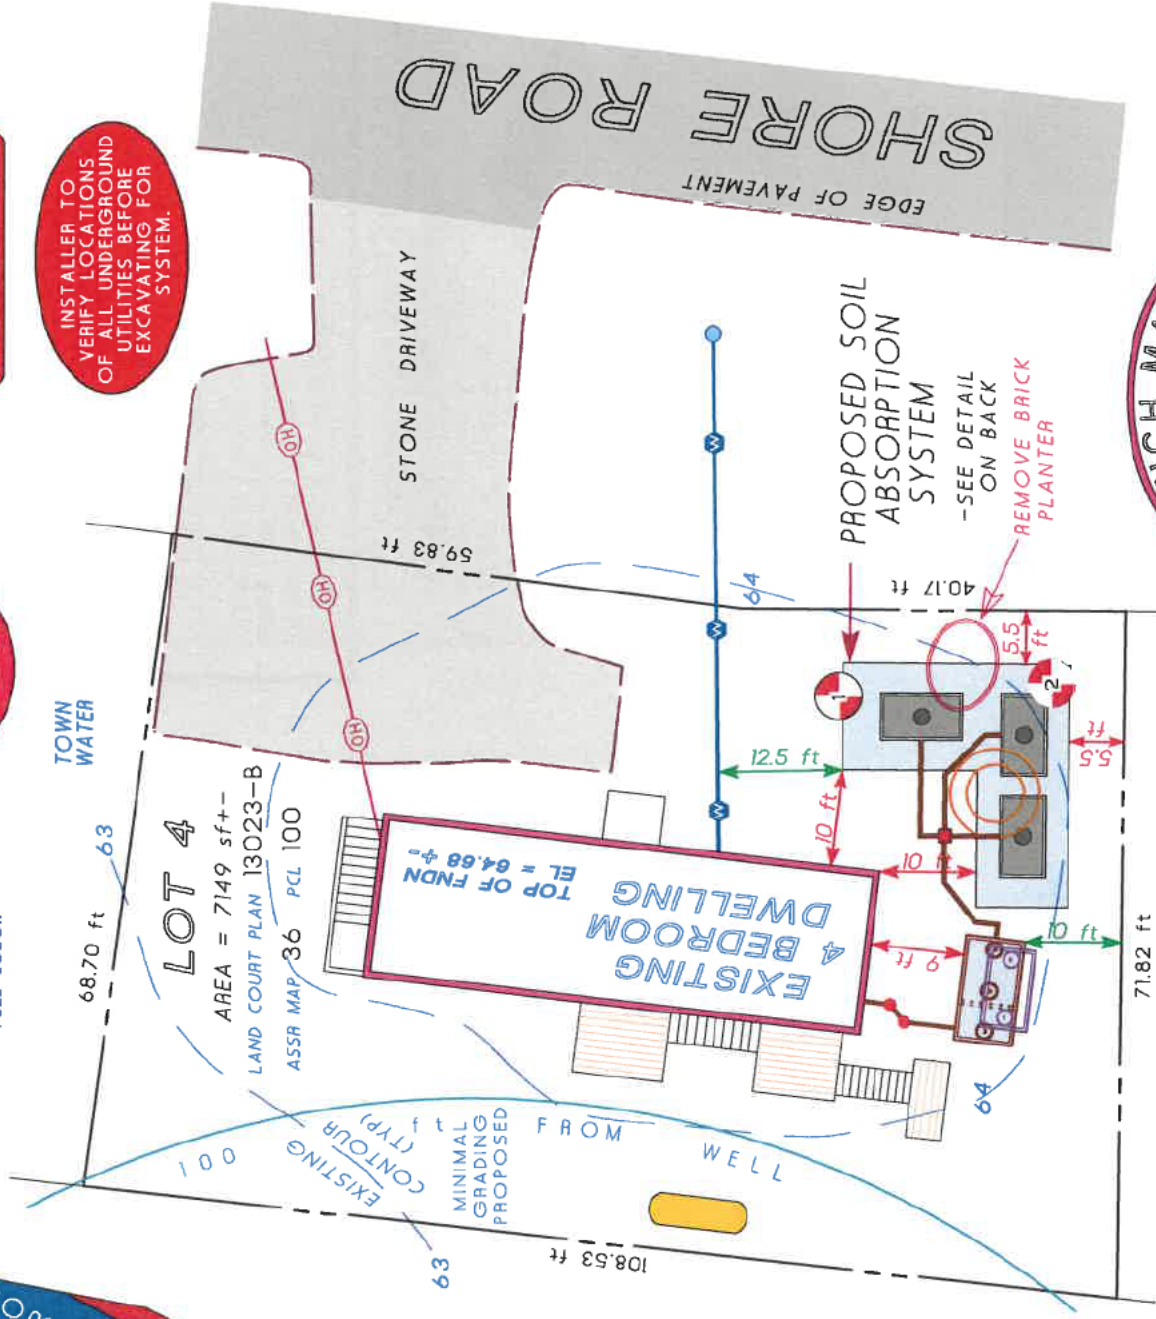 INSTALLER TO
VERIFY LOCATIONS
OF ALL UNDERGROUND
UTILITIES BEFORE
EXCAVATING FOR
SYSTEM.
SHORE ROAD
EDGE OF PAVEMENT
STONE DRIVEWAY
OH
OH
OH
TOWN
WATER
63
68.70 ft
LOT 4
AREA = 7149 sf+-
LAND COURT PLAN 13023-B
ASSR MAP 36 PCL 100
59.83 ft
64
40.17 ft
W
W
W
PROPOSED SOIL
ABSORPTION
SYSTEM
-SEE DETAIL
ON BACK
REMOVE BRICK
PLANTER
5.5
ft
5.5
ft
1
2
12.5 ft
10 ft
10 ft
9 ft
10 ft
71.82 ft
TOP OF FNDN
EL = 64.68 +-
EXISTING
4 BEDROOM
DWELLING
64
100 ft FROM WELL
EXISTING
CONTOUR
(TYP)
MINIMAL
GRADING
PROPOSED
63
108.53 ft